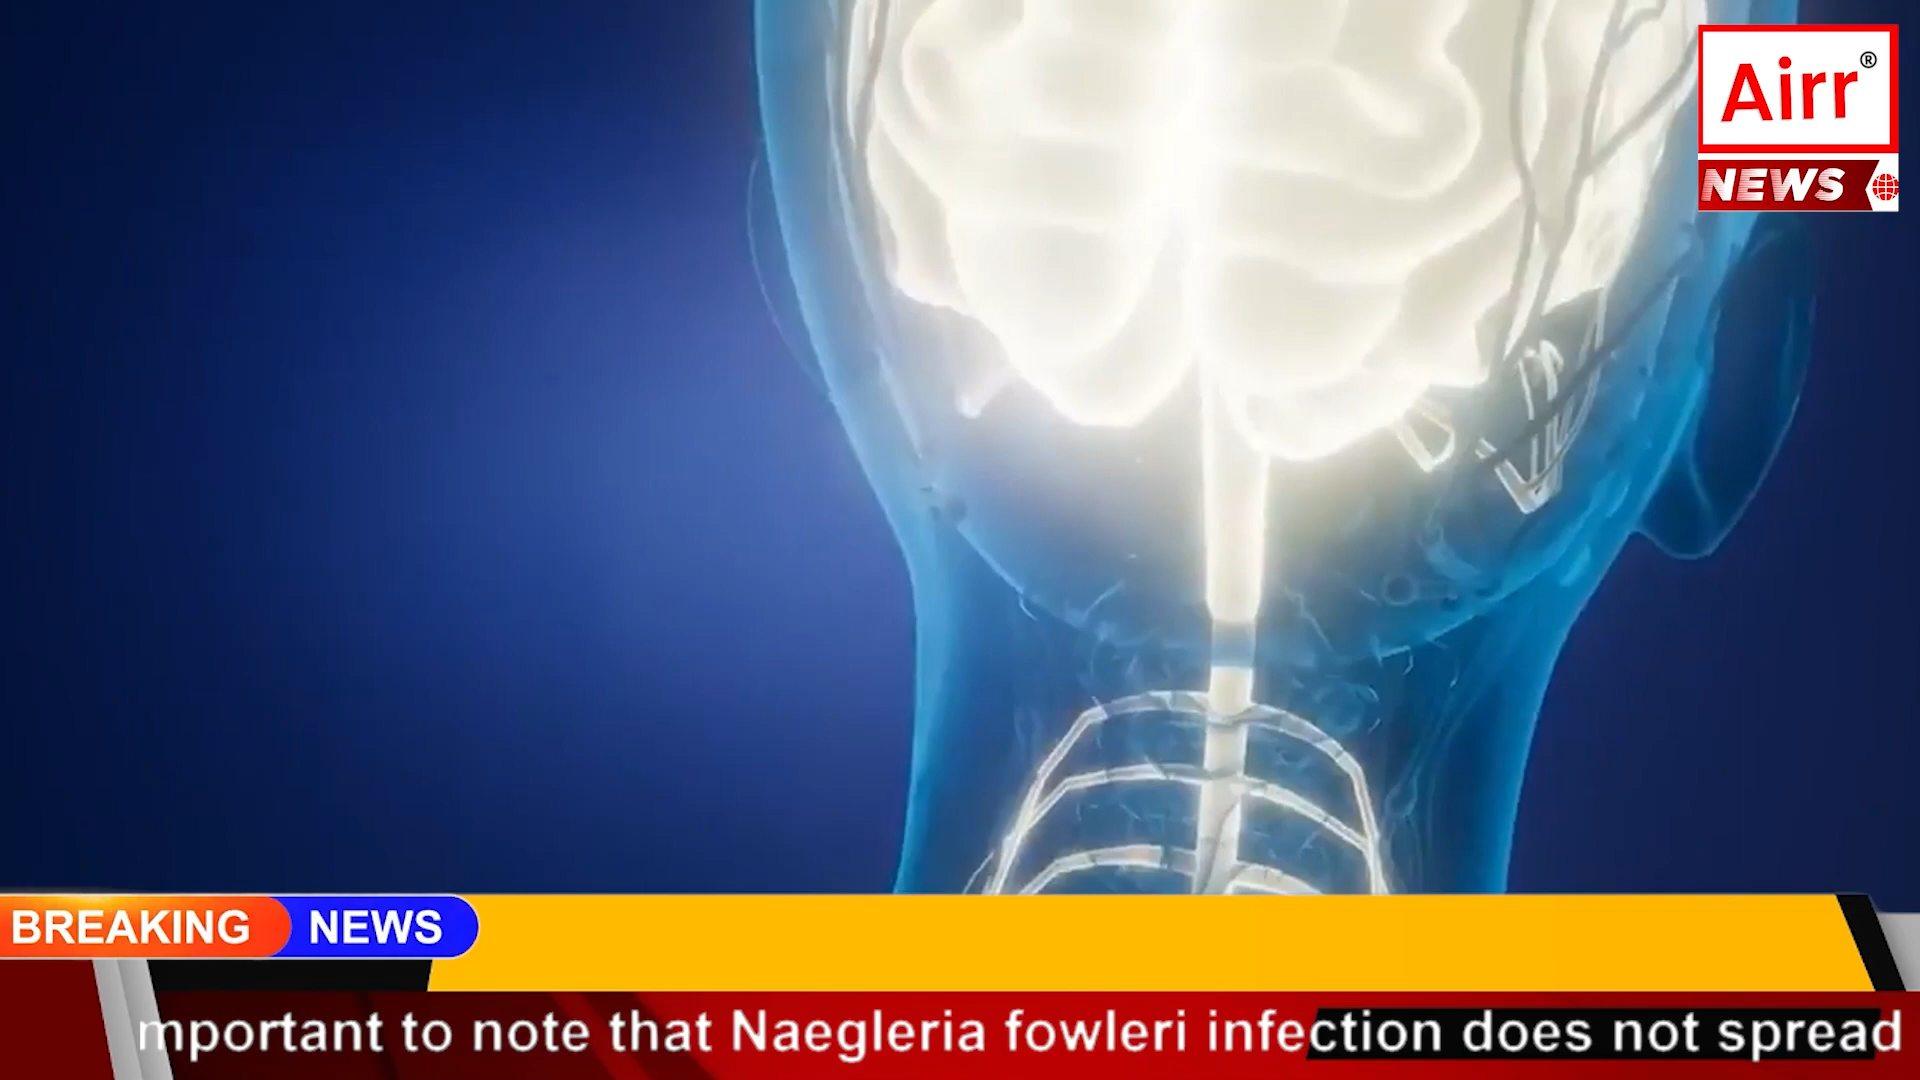 Airr®
NEWS
BREAKING NEWS
mportant to note that Naegleria fowleri infection does not spread